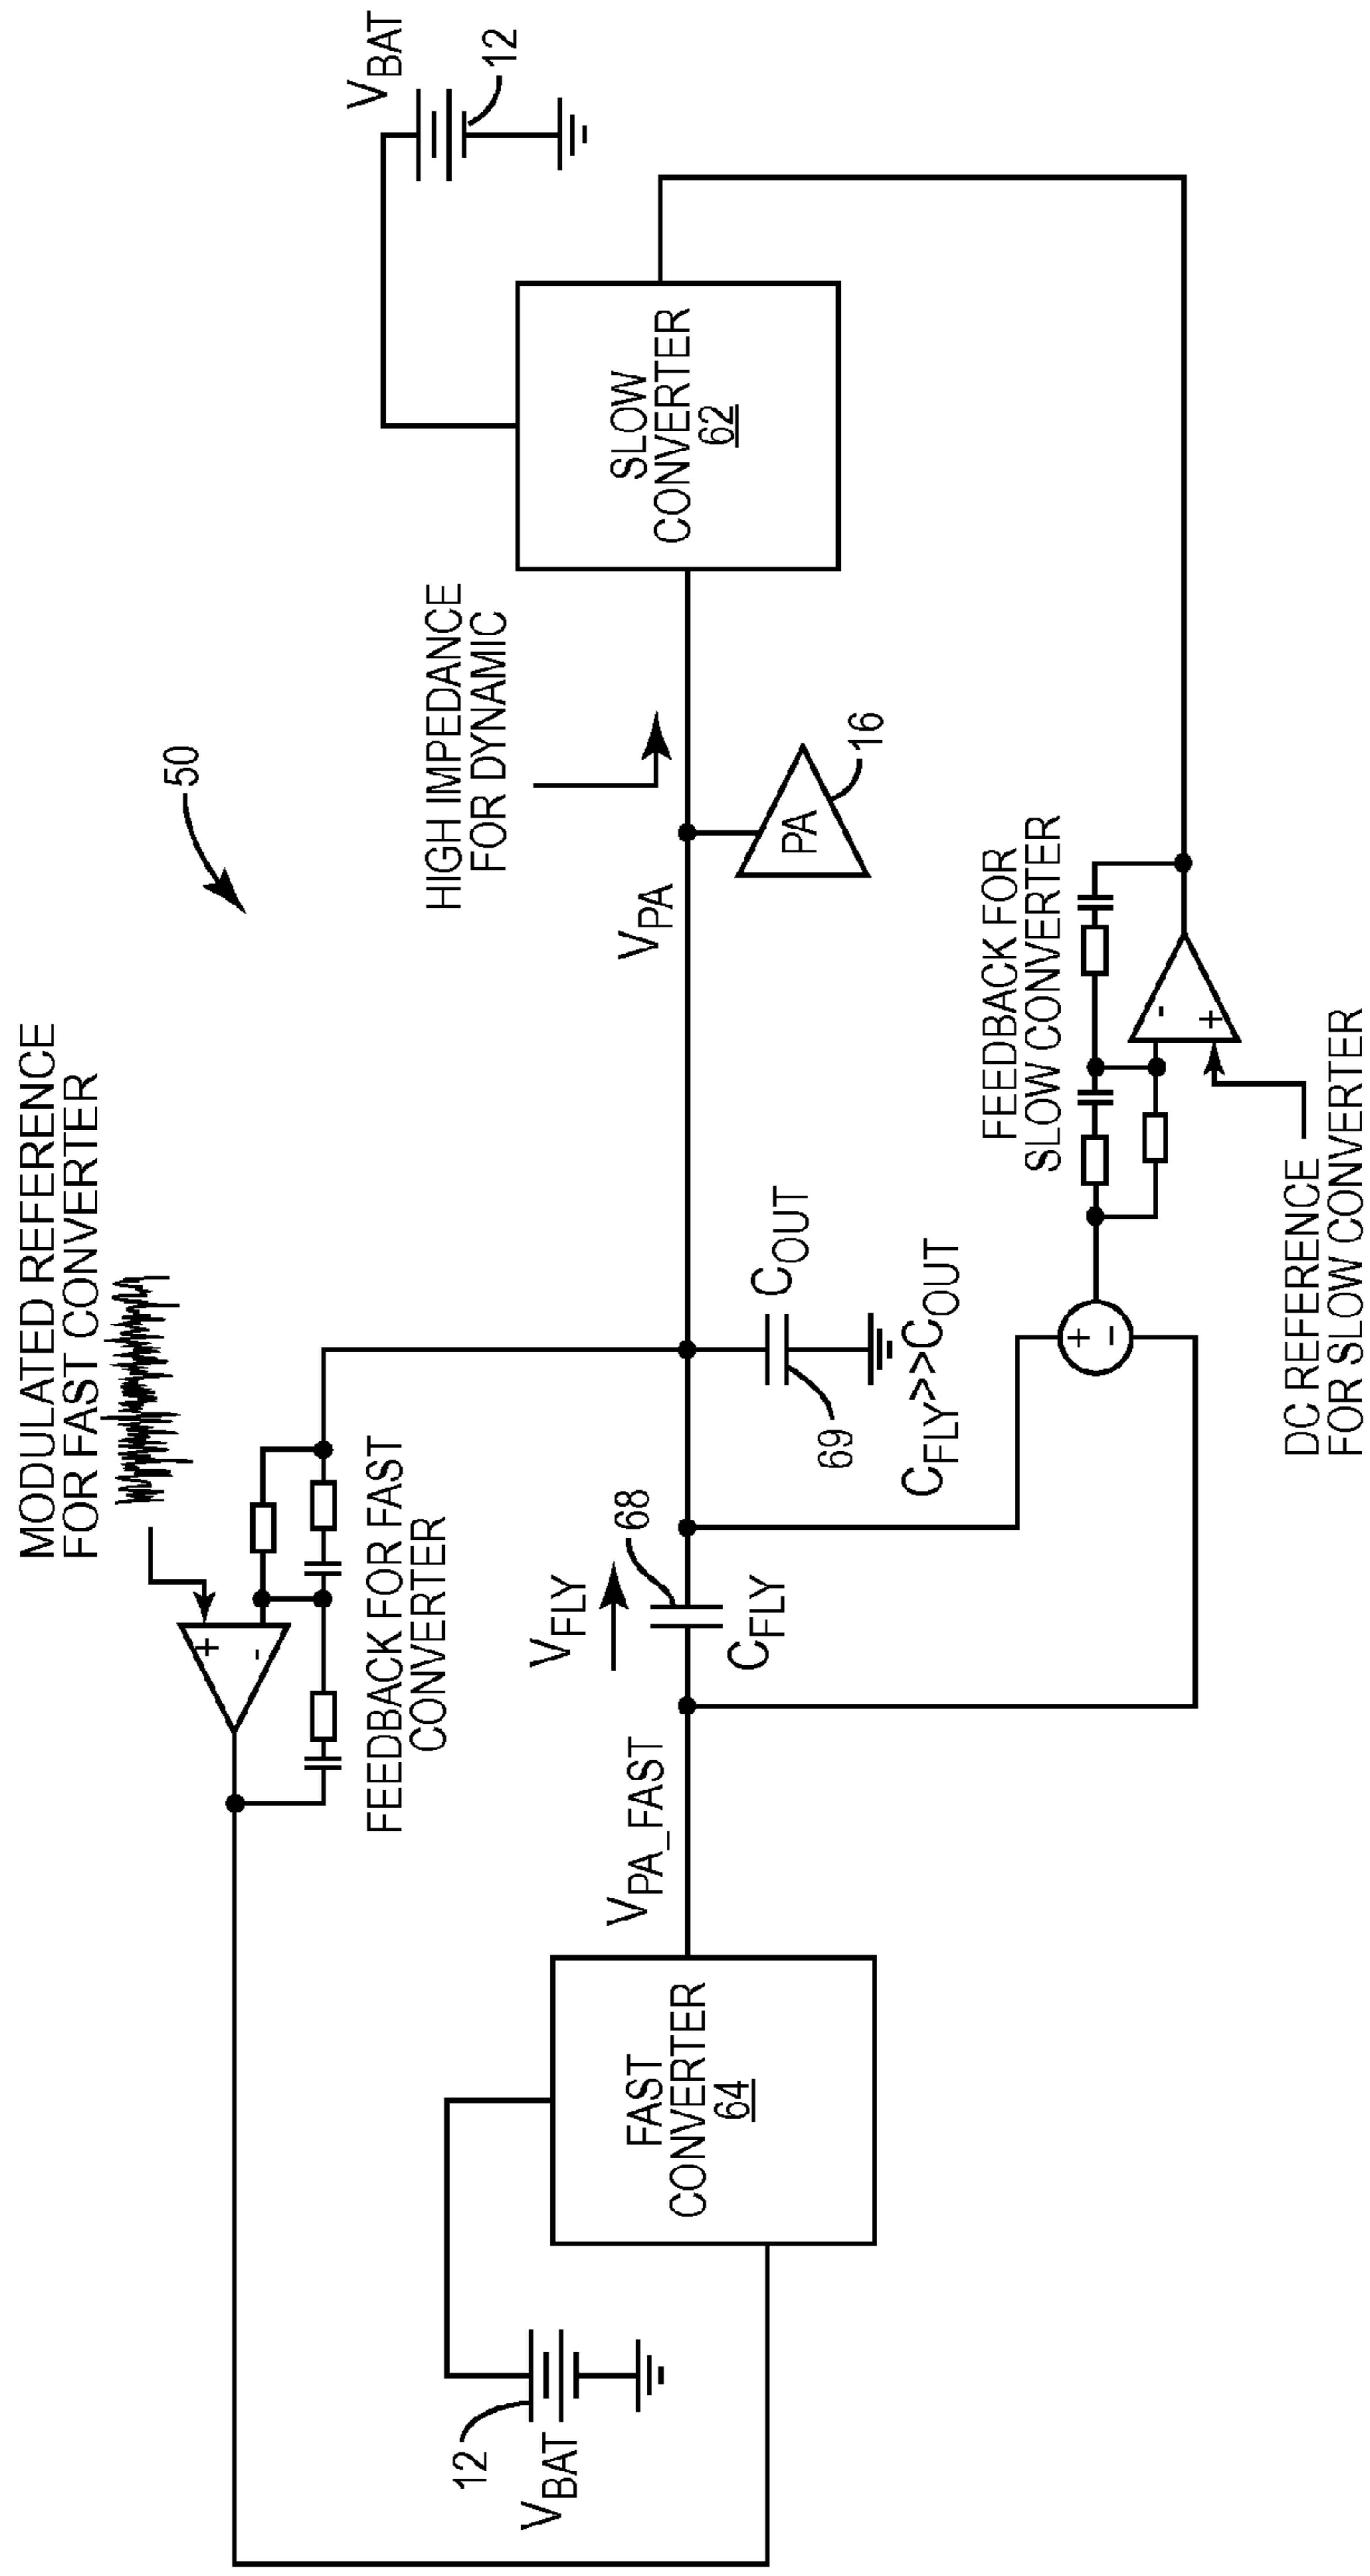 MODULATED REFERENCE
FOR FAST CONVERTER
50
V_BAT
12
FEEDBACK FOR FAST
CONVERTER
HIGH IMPEDANCE
FOR DYNAMIC
12
V_BAT
FAST
CONVERTER
64
V_PA_FAST
V_FLY
68
C_FLY
V_PA
SLOW
CONVERTER
62
69
C_OUT
PA
16
C_FLY>>C_OUT
+
-
+
-
FEEDBACK FOR
SLOW CONVERTER
-
+
DC REFERENCE
FOR SLOW CONVERTER